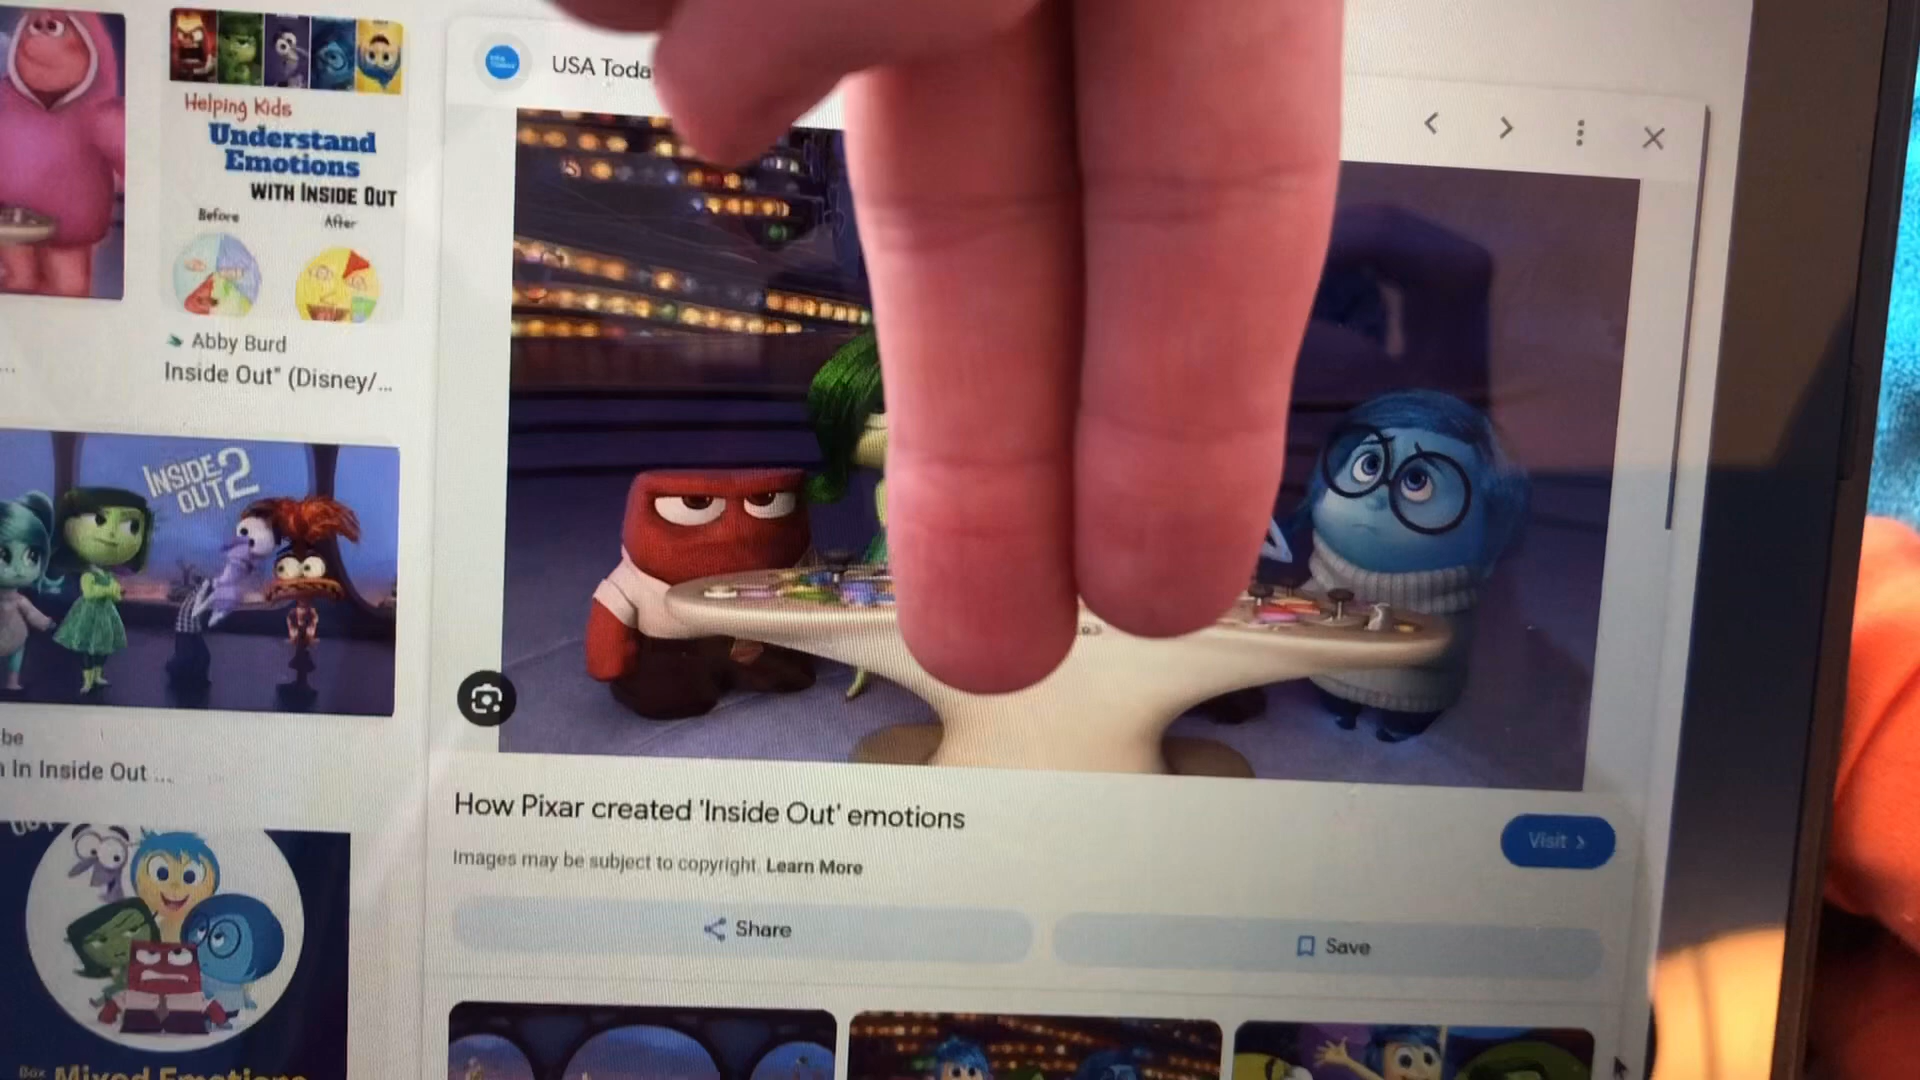 Helping Kids
Understand
Emotions
WITH INSIDE OUT
Before
After
Abby Burd
Inside Out" (Disney/...
...
INSIDE
OUT 2
be
In Inside Out ...
Mixed Emotions
USA Toda
How Pixar created 'Inside Out' emotions
Images may be subject to copyright. Learn More
Visit >
Share
Save